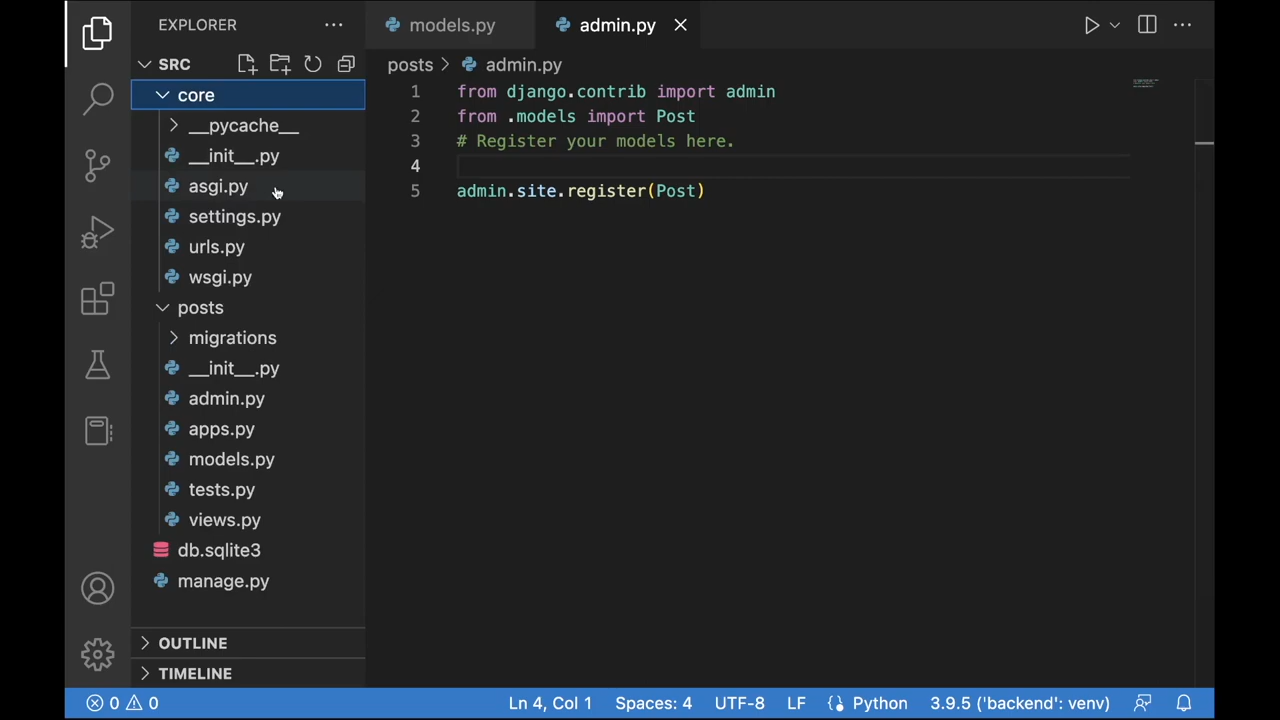 EXPLORER
SRC
core
__pycache__
__init__.py
asgi.py
settings.py
urls.py
wsgi.py
posts
migrations
__init__.py
admin.py
apps.py
models.py
tests.py
views.py
db.sqlite3
manage.py
OUTLINE
TIMELINE
models.py
admin.py
posts > admin.py
1 from django.contrib import admin
2 from .models import Post
3 # Register your models here.
4
5 admin.site.register(Post)
0 0 Ln 4, Col 1 Spaces: 4 UTF-8 LF Python 3.9.5 ('backend': venv)